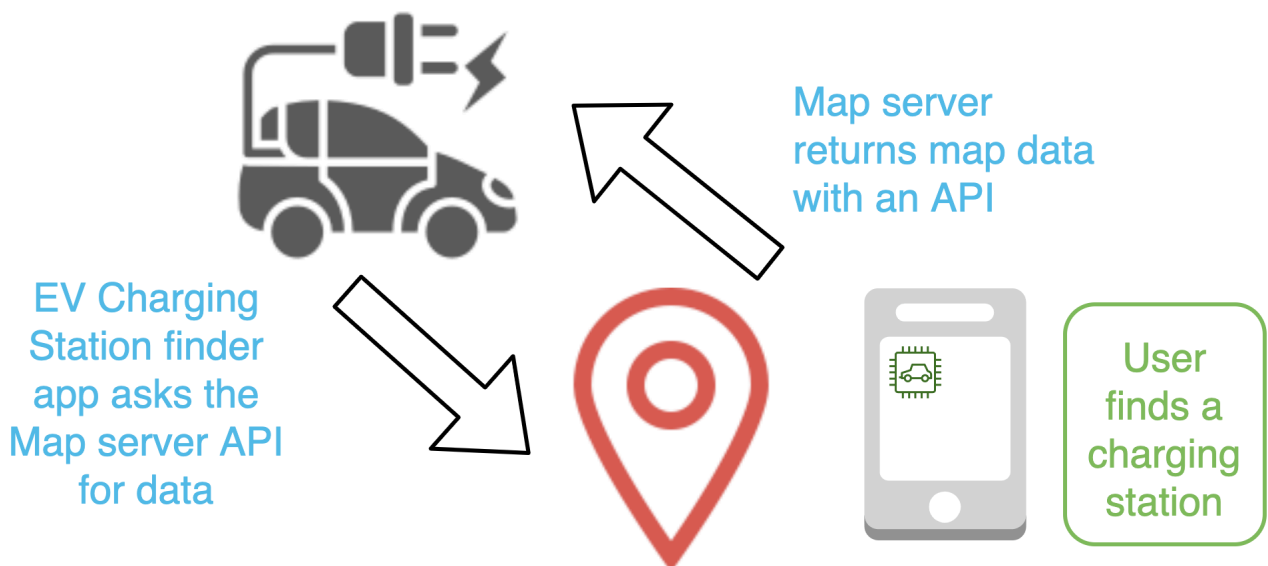 Map server
returns map data
with an API
EV Charging
Station finder
app asks the
Map server API
for data
User
finds a
charging
station